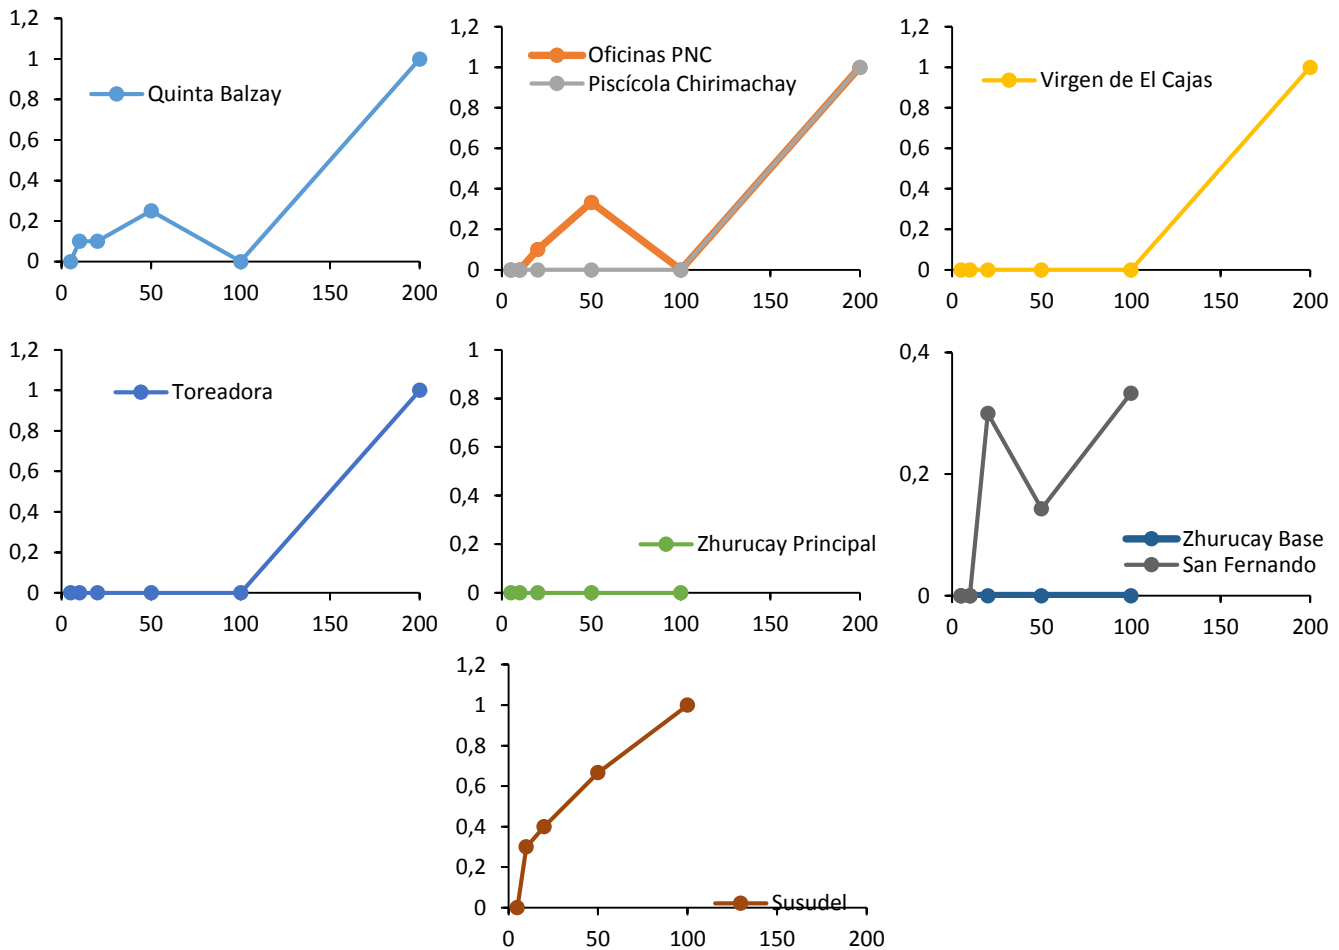 1,2
1
0,8
0,6
0,4
0,2
0
0 50 100 150 200
Quinta Balzay
1,2
1
0,8
0,6
0,4
0,2
0
0 50 100 150 200
Oficinas PNC
Piscícola Chirimachay
1,2
1
0,8
0,6
0,4
0,2
0
0 50 100 150 200
Virgen de El Cajas
1,2
1
0,8
0,6
0,4
0,2
0
0 50 100 150 200
Toreadora
1
0,8
0,6
0,4
0,2
0
0 50 100 150 200
Zhurucay Principal
0,4
0,2
0
0 50 100 150 200
Zhurucay Base
San Fernando
1,2
1
0,8
0,6
0,4
0,2
0
0 50 100 150 200
Susudel